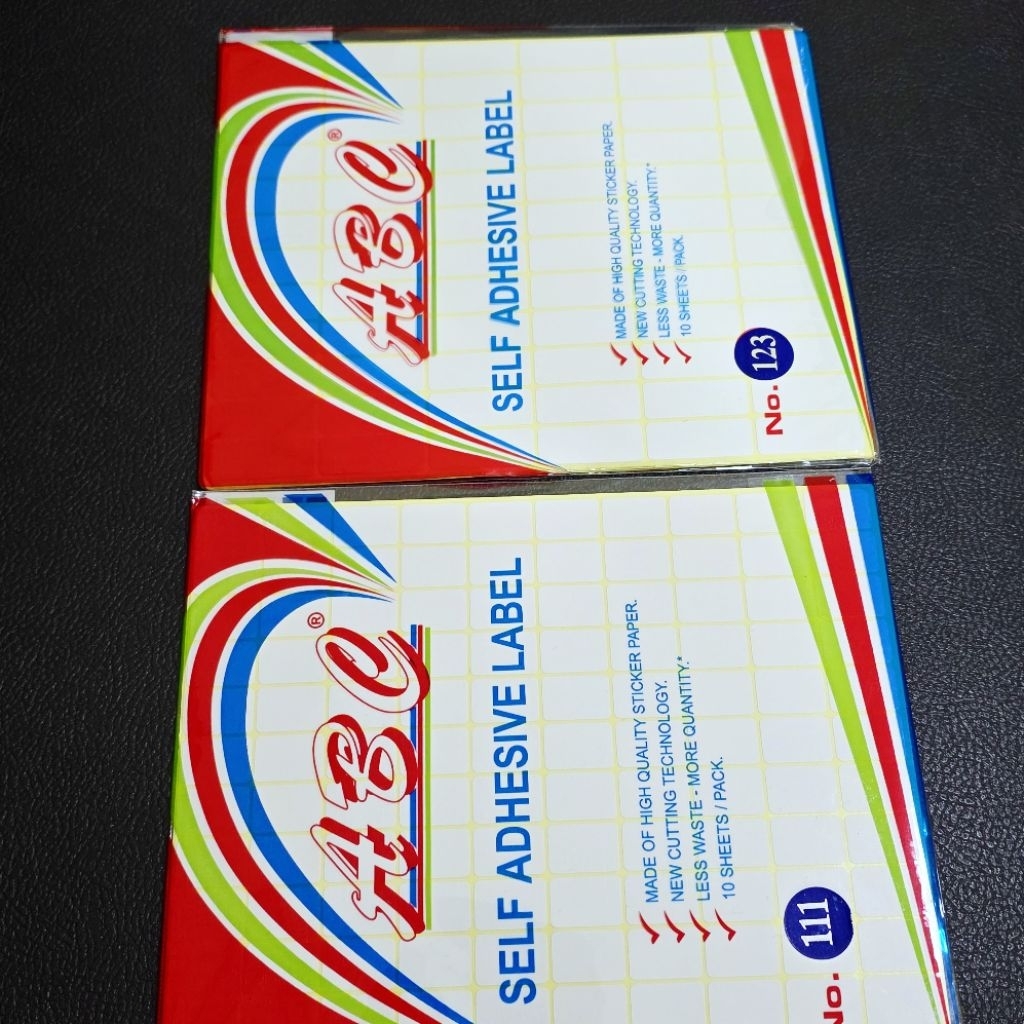 ABC®
SELF ADHESIVE LABEL
MADE OF HIGH QUALITY STICKER PAPER.
NEW CUTTING TECHNOLOGY.
LESS WASTE - MORE QUANTITY.*
10 SHEETS / PACK.
No. 123
ABC®
SELF ADHESIVE LABEL
MADE OF HIGH QUALITY STICKER PAPER.
NEW CUTTING TECHNOLOGY.
LESS WASTE - MORE QUANTITY.*
10 SHEETS / PACK.
No. 111